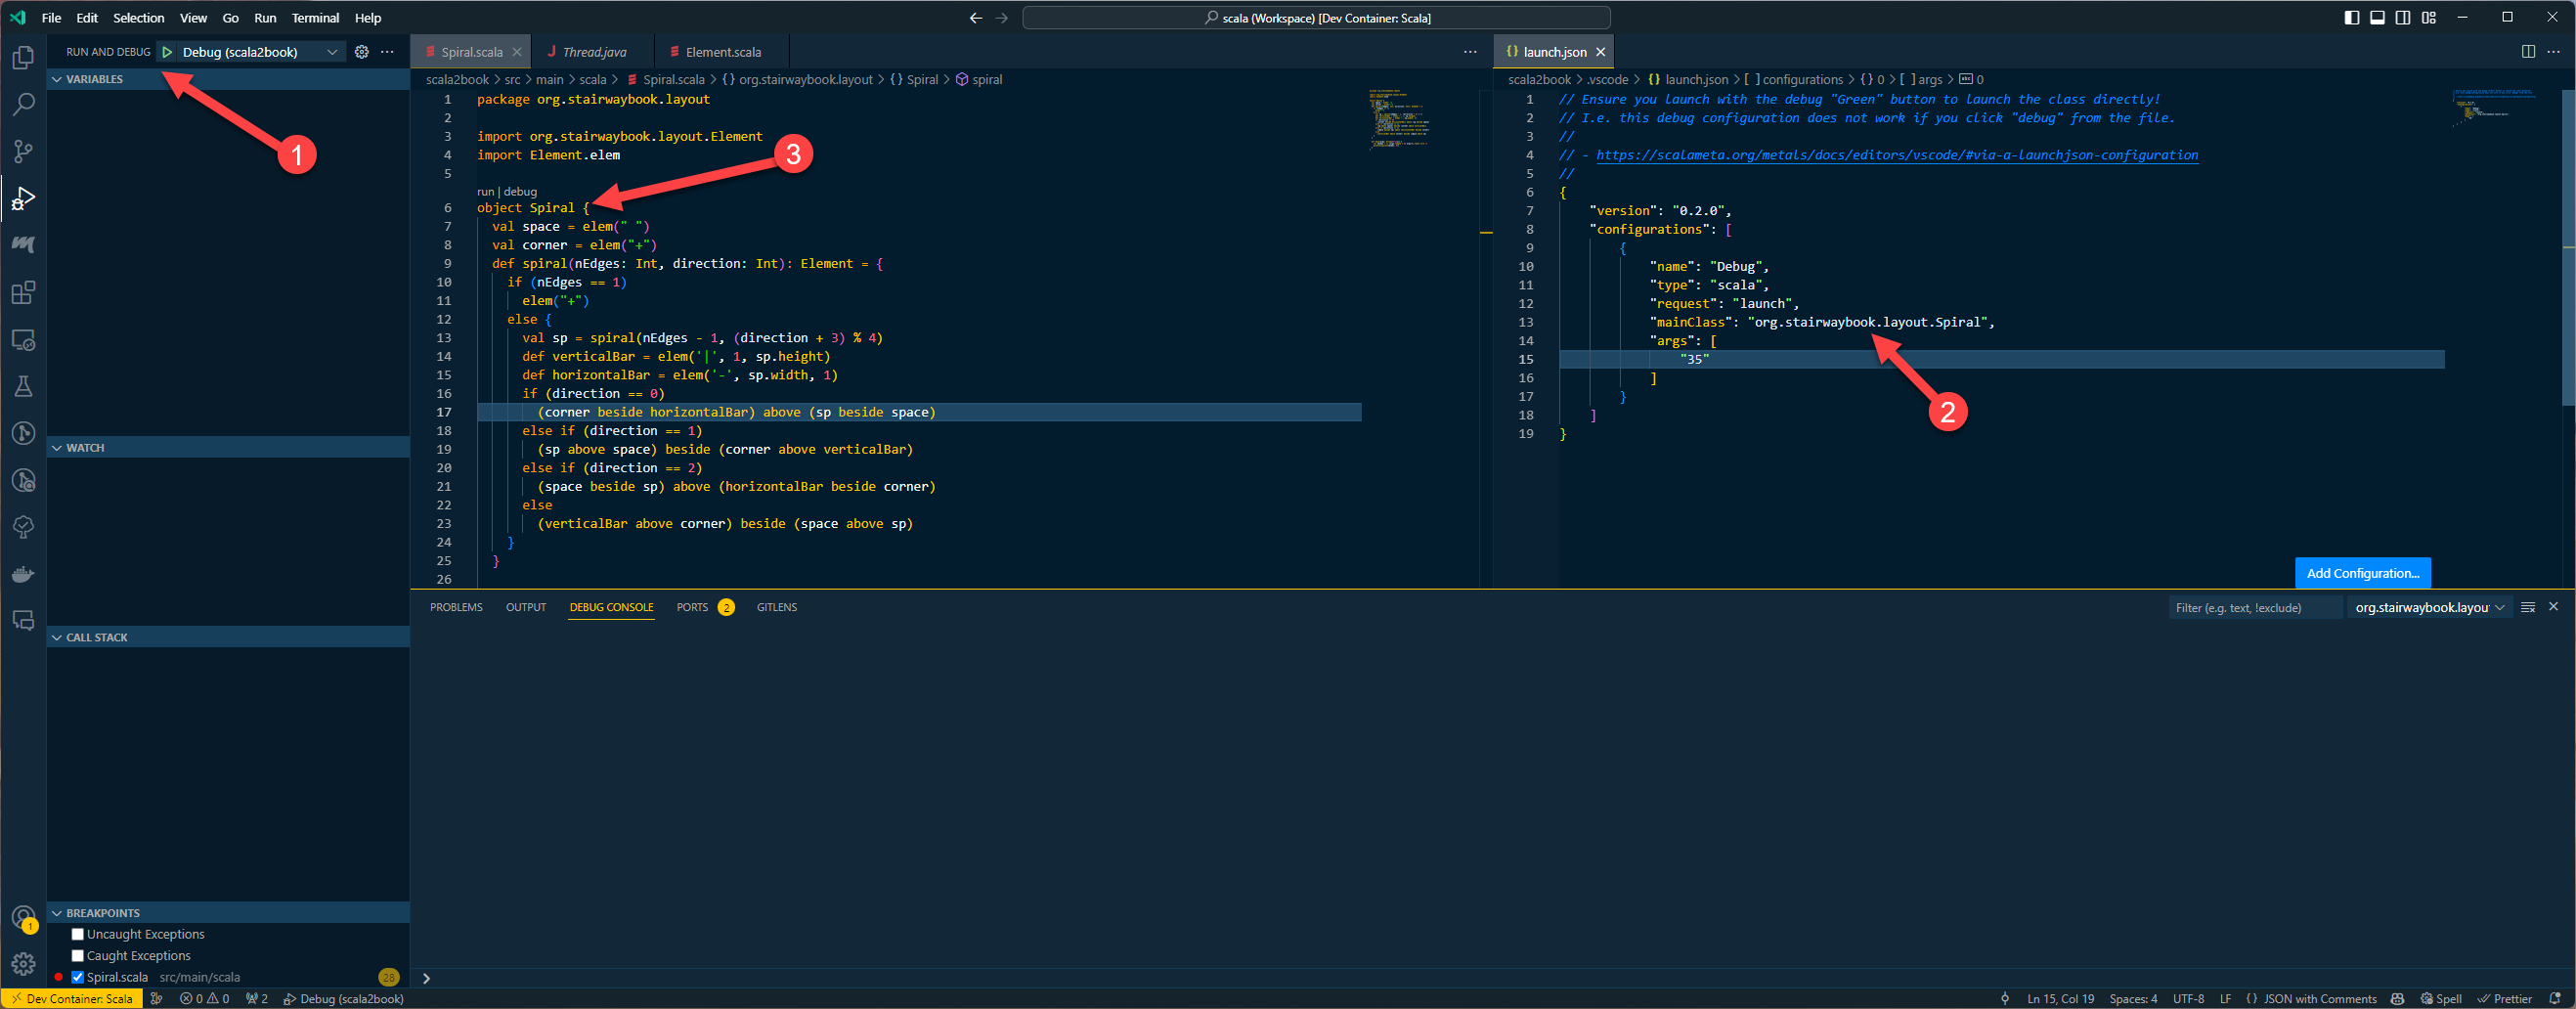 File Edit Selection View Go Run Terminal Help
scala (Workspace) [Dev Container: Scala]
RUN AND DEBUG Debug (scala2book)
VARIABLES
1
WATCH
CALL STACK
BREAKPOINTS
Uncaught Exceptions
Caught Exceptions
Spiral.scala src/main/scala 28
1
Spiral.scala Thread.java Element.scala
scala2book > src > main > scala > Spiral.scala > {} org.stairwaybook.layout > {} Spiral > spiral
1 package org.stairwaybook.layout
2
3 import org.stairwaybook.layout.Element
4 import Element.elem
5
3
run | debug
6 object Spiral {
7 val space = elem(" ")
8 val corner = elem("+")
9 def spiral(nEdges: Int, direction: Int): Element = {
10 if (nEdges == 1)
11 elem("+")
12 else {
13 val sp = spiral(nEdges - 1, (direction + 3) % 4)
14 def verticalBar = elem('|', 1, sp.height)
15 def horizontalBar = elem('-', sp.width, 1)
16 if (direction == 0)
17 (corner beside horizontalBar) above (sp beside space)
18 else if (direction == 1)
19 (sp above space) beside (corner above verticalBar)
20 else if (direction == 2)
21 (space beside sp) above (horizontalBar beside corner)
22 else
23 (verticalBar above corner) beside (space above sp)
24 }
25 }
26
{} launch.json
scala2book > .vscode > {} launch.json > [ ] configurations > {} 0 > [ ] args > abc 0
1 // Ensure you launch with the debug "Green" button to launch the class directly!
2 // I.e. this debug configuration does not work if you click "debug" from the file.
3 //
4 // - https://scalameta.org/metals/docs/editors/vscode/#via-a-launchjson-configuration
5 //
6 {
7 "version": "0.2.0",
8 "configurations": [
9 {
10 "name": "Debug",
11 "type": "scala",
12 "request": "launch",
13 "mainClass": "org.stairwaybook.layout.Spiral",
14 "args": [
15 "35"
16 ]
17 }
18 ]
19 }
2
Add Configuration...
PROBLEMS OUTPUT DEBUG CONSOLE PORTS 2 GITLENS
Filter (e.g. text, !exclude) org.stairwaybook.layou
Dev Container: Scala 0 0 2 Debug (scala2book)
Ln 15, Col 19 Spaces: 4 UTF-8 LF {} JSON with Comments Spell Prettier